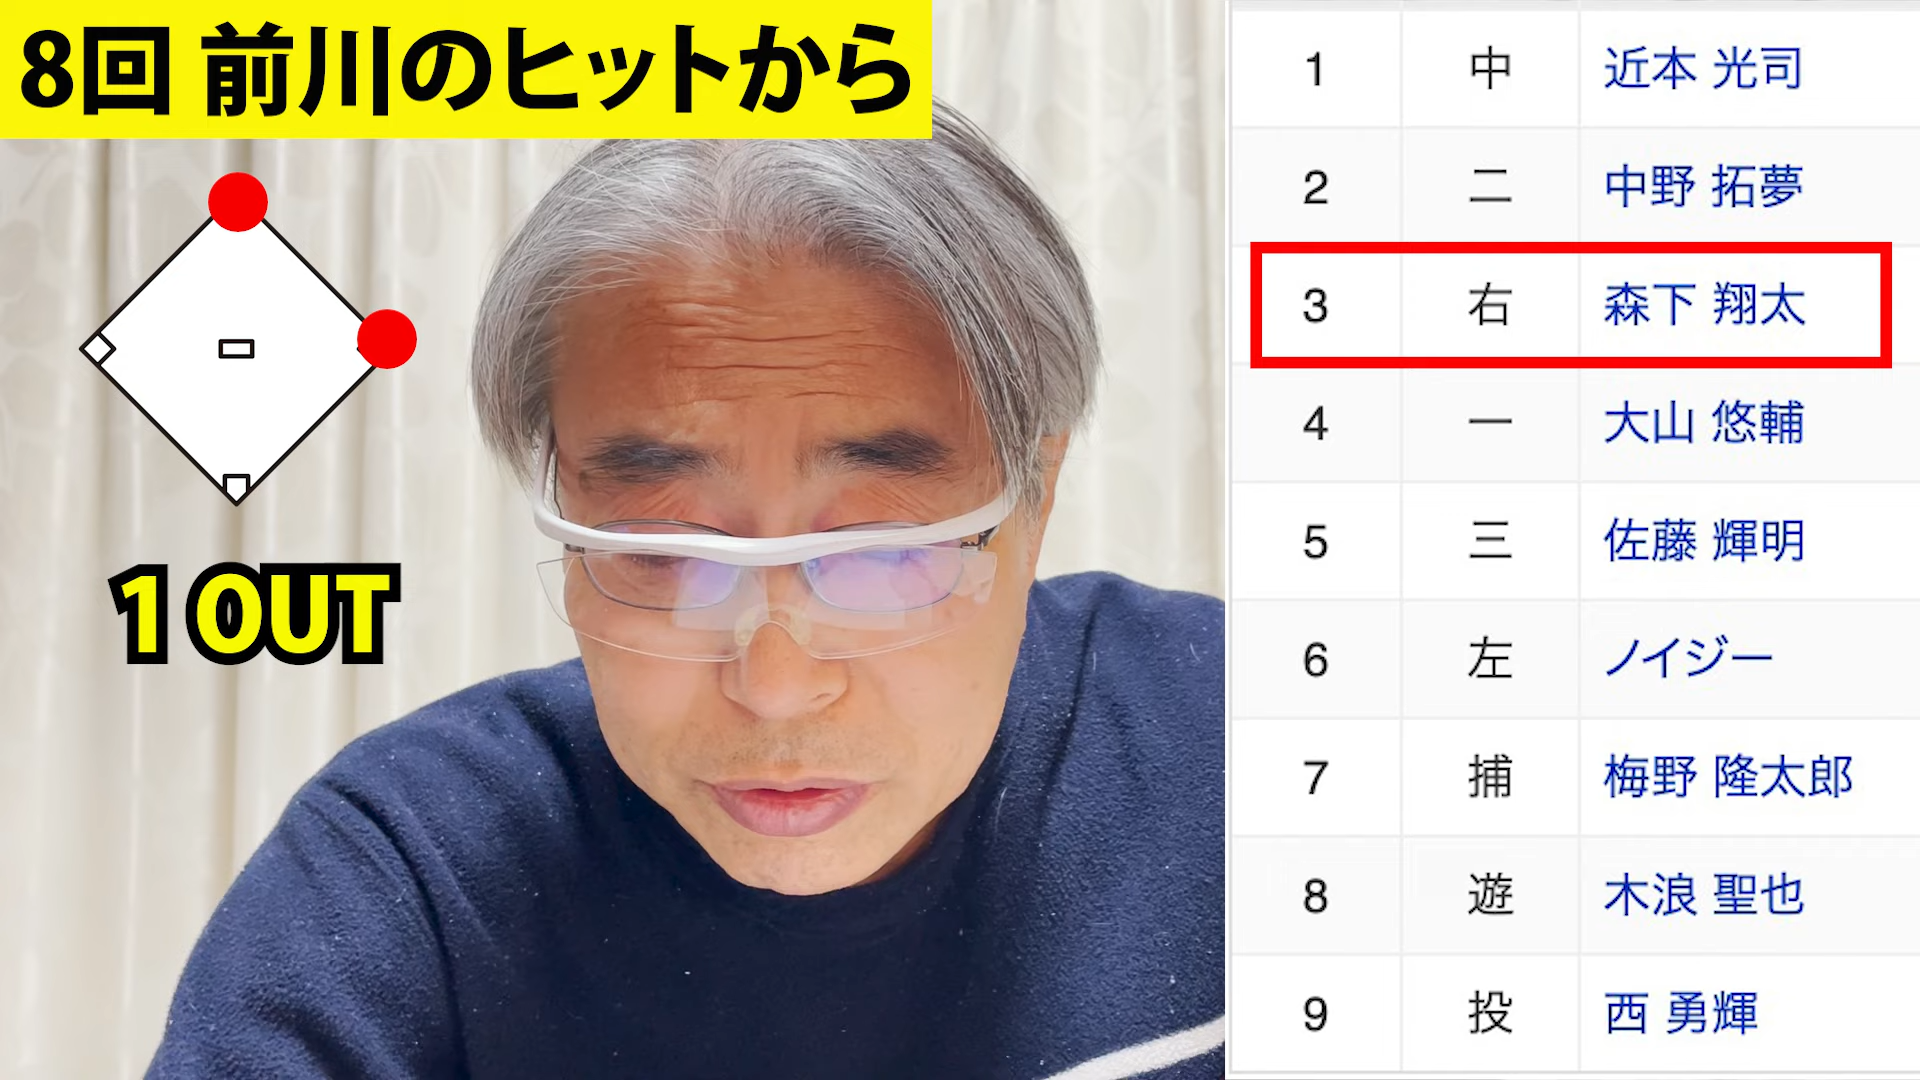 8回 前川のヒットから
1 OUT
1 中 近本 光司
2 二 中野 拓夢
3 右 森下 翔太
4 一 大山 悠輔
5 三 佐藤 輝明
6 左 ノイジー
7 捕 梅野 隆太郎
8 遊 木浪 聖也
9 投 西 勇輝